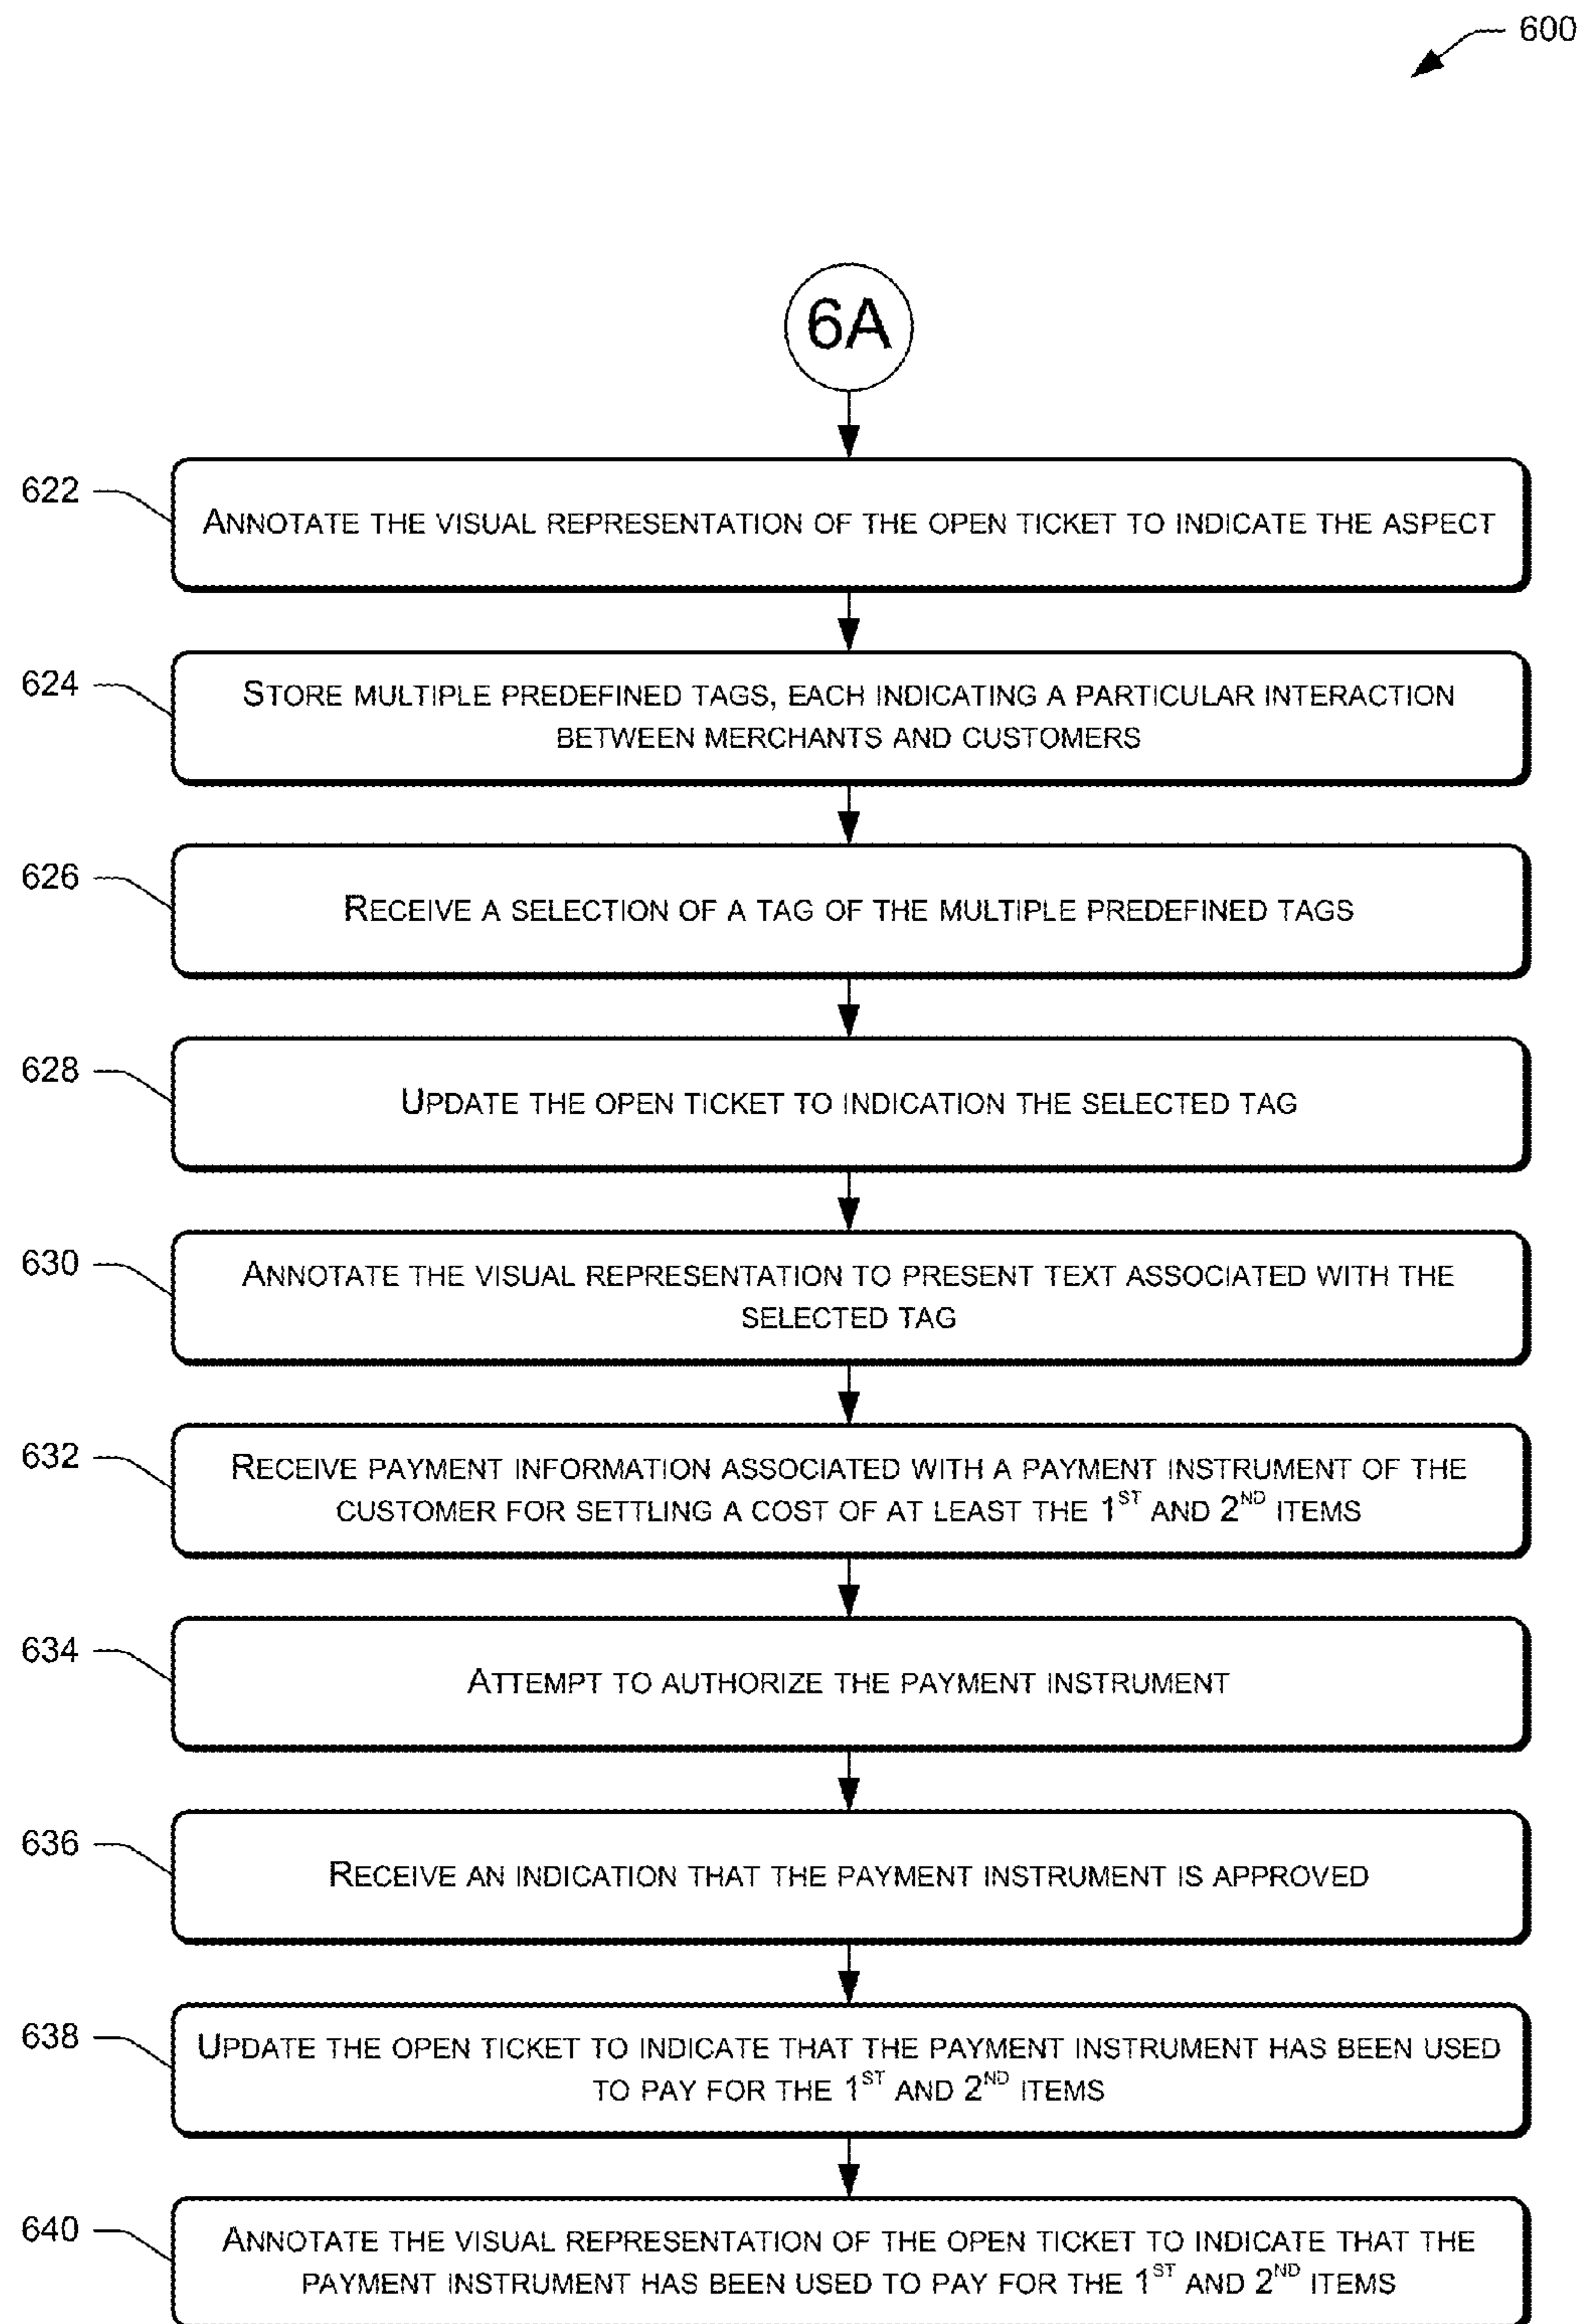 600
6A
622
ANNOTATE THE VISUAL REPRESENTATION OF THE OPEN TICKET TO INDICATE THE ASPECT
624
STORE MULTIPLE PREDEFINED TAGS, EACH INDICATING A PARTICULAR INTERACTION
BETWEEN MERCHANTS AND CUSTOMERS
626
RECEIVE A SELECTION OF A TAG OF THE MULTIPLE PREDEFINED TAGS
628
UPDATE THE OPEN TICKET TO INDICATION THE SELECTED TAG
630
ANNOTATE THE VISUAL REPRESENTATION TO PRESENT TEXT ASSOCIATED WITH THE
SELECTED TAG
632
RECEIVE PAYMENT INFORMATION ASSOCIATED WITH A PAYMENT INSTRUMENT OF THE
CUSTOMER FOR SETTLING A COST OF AT LEAST THE 1ST AND 2ND ITEMS
634
ATTEMPT TO AUTHORIZE THE PAYMENT INSTRUMENT
636
RECEIVE AN INDICATION THAT THE PAYMENT INSTRUMENT IS APPROVED
638
UPDATE THE OPEN TICKET TO INDICATE THAT THE PAYMENT INSTRUMENT HAS BEEN USED
TO PAY FOR THE 1ST AND 2ND ITEMS
640
ANNOTATE THE VISUAL REPRESENTATION OF THE OPEN TICKET TO INDICATE THAT THE
PAYMENT INSTRUMENT HAS BEEN USED TO PAY FOR THE 1ST AND 2ND ITEMS